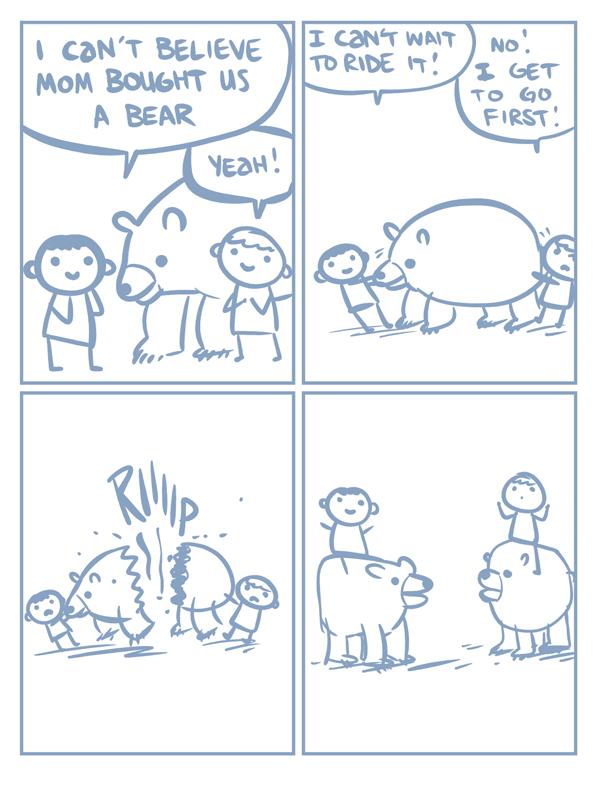 I CAN'T BELIEVE
MOM BOUGHT US
A BEAR
YEAH!
I CAN'T WAIT
TO RIDE IT!
NO!
I GET
TO GO
FIRST!
RIIIIP